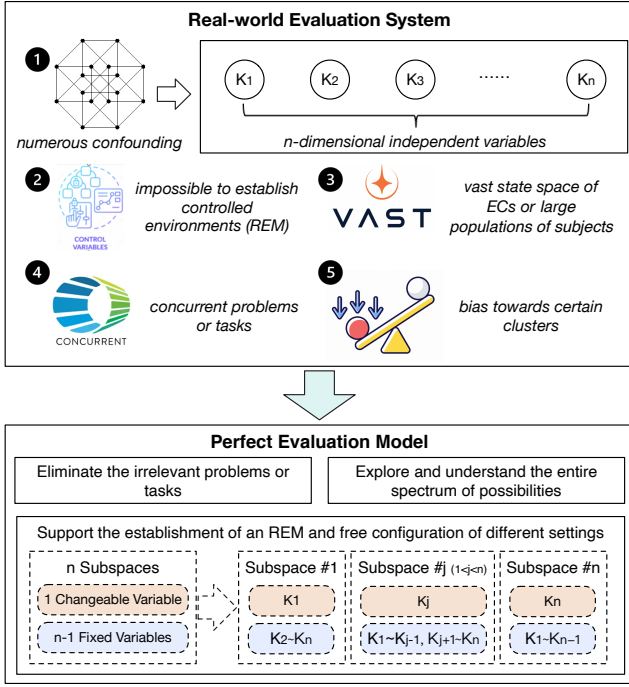 Real-world Evaluation System
1
numerous confounding
K1
K2
K3
......
Kn
n-dimensional independent variables
2
CONTROL
VARIABLES
impossible to establish
controlled
environments (REM)
3
VAST
vast state space of
ECs or large
populations of subjects
4
CONCURRENT
concurrent problems
or tasks
5
bias towards certain
clusters
Perfect Evaluation Model
Eliminate the irrelevant problems or
tasks
Explore and understand the entire
spectrum of possibilities
Support the establishment of an REM and free configuration of different settings
n Subspaces
1 Changeable Variable
n-1 Fixed Variables
Subspace #1
K1
K2~Kn
Subspace #j (1<j<n)
Kj
K1~Kj-1, Kj+1~Kn
Subspace #n
Kn
K1~Kn−1